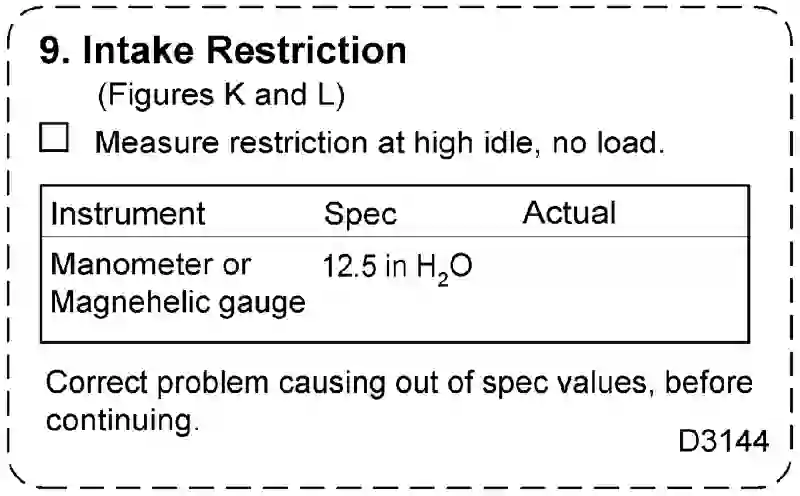 9. Intake Restriction
(Figures K and L)
Measure restriction at high idle, no load.
Instrument Spec Actual
Manometer or 12.5 in H₂O
Magnehelic gauge
Correct problem causing out of spec values, before
continuing.
D3144